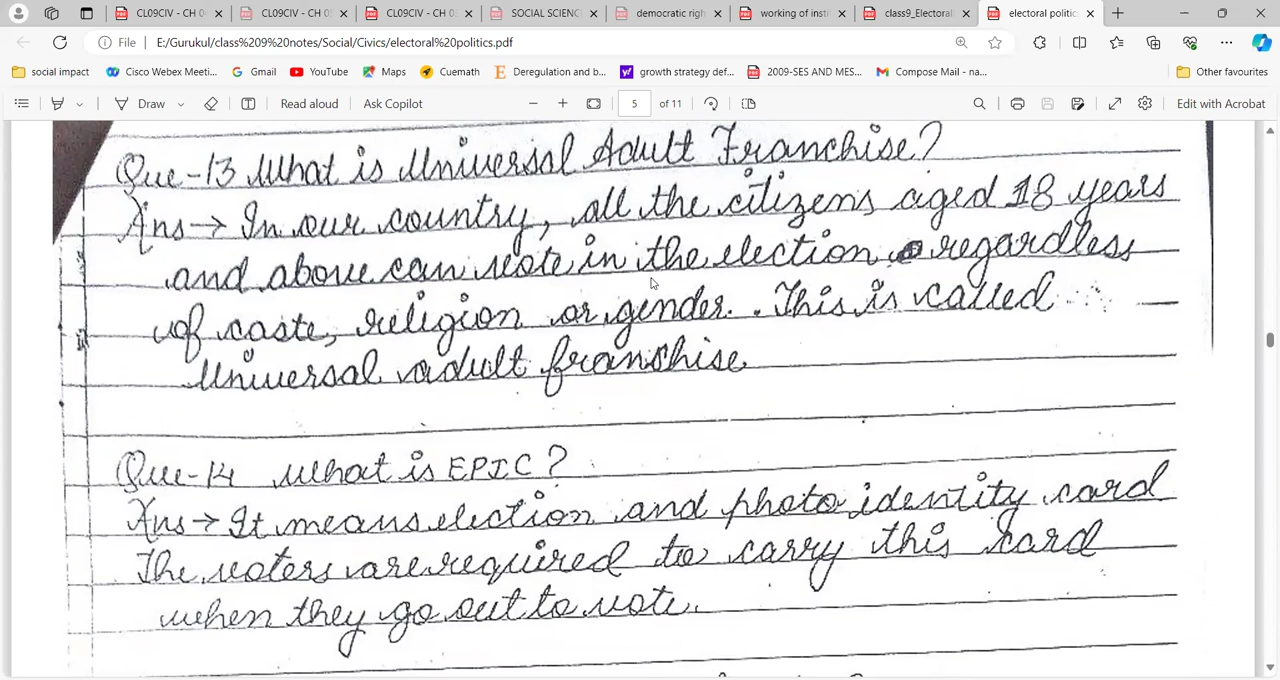 CL09CIV - CH 0
CL09CIV - CH 0
CL09CIV - CH 0
SOCIAL SCIENC
democratic righ
working of insti
class9_Electoral
electoral politic
File E:/Gurukul/class%209%20notes/Social/Civics/electoral%20politics.pdf
social impact Cisco Webex Meeti... Gmail YouTube Maps Cuemath Deregulation and b... growth strategy def... 2009-SES AND MES... Compose Mail - na... Other favourites
Draw Read aloud Ask Copilot 5 of 11 Edit with Acrobat
Que-13 What is Universal Adult Franchise?
Ans → In our country, all the citizens aged 18 years
and above can vote in the election regardless
of caste, religion or gender. . This is called
Universal adult franchise.
Que-14 What is EPIC?
Ans → It means election and photo identity card
The voters are required to carry this card
when they go out to vote.